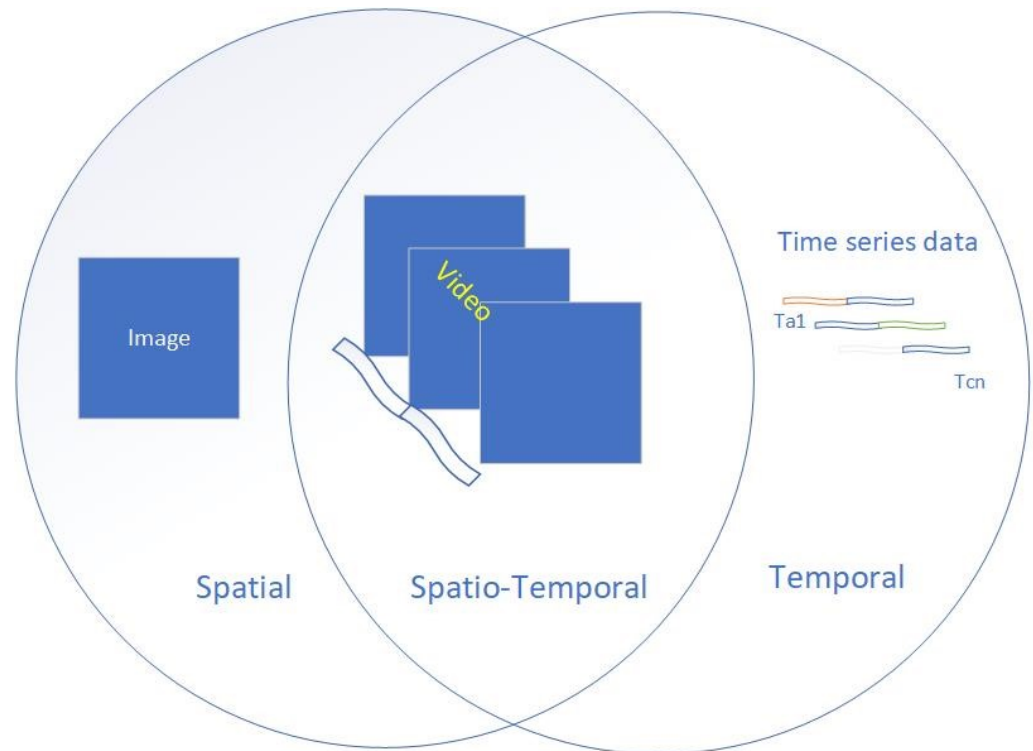 Image
Video
Time series data
Ta1
Tcn
Spatial
Spatio-Temporal
Temporal